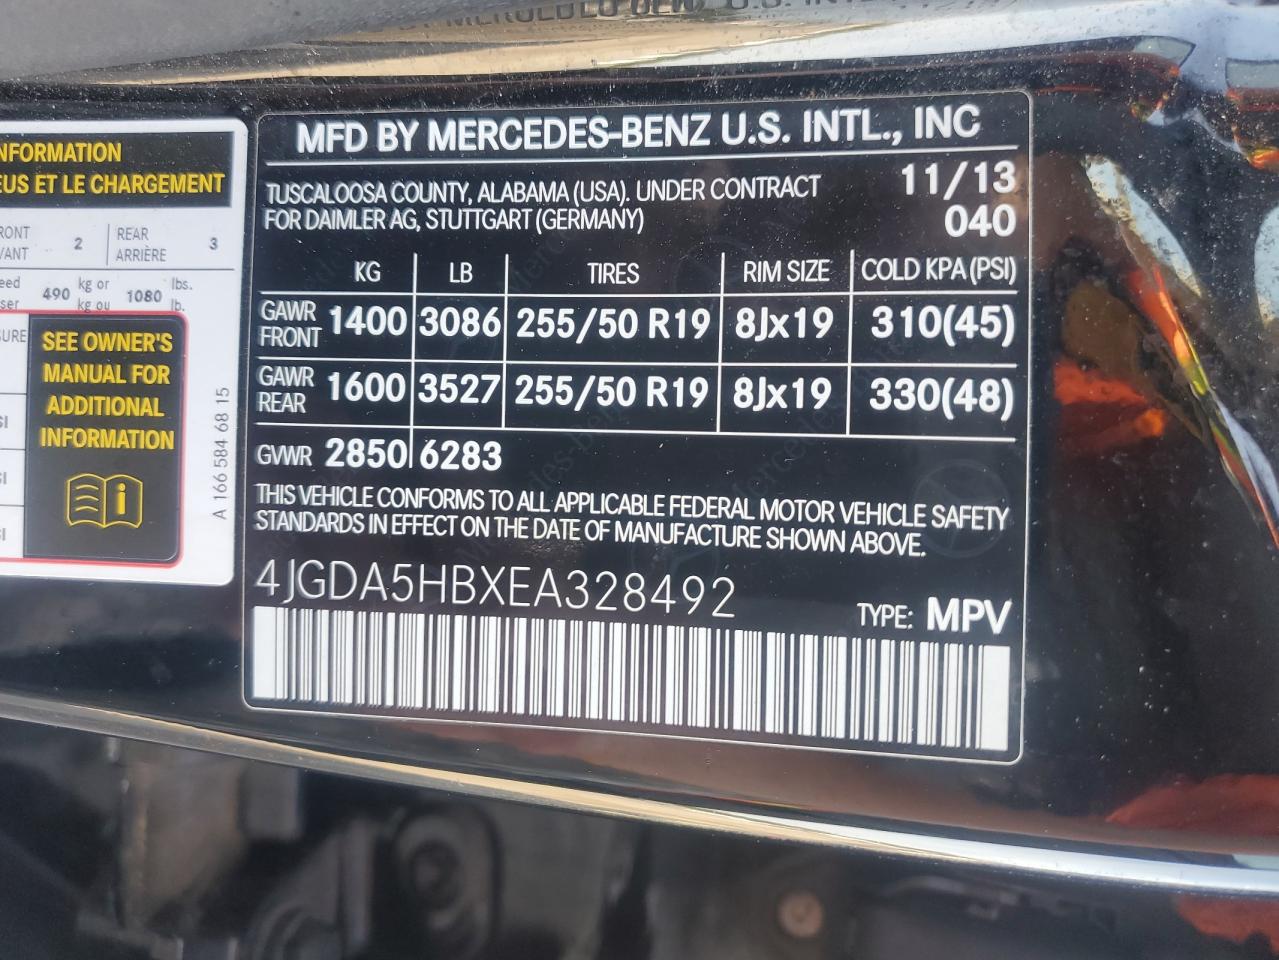 NFORMATION
EUS ET LE CHARGEMENT
RONT
VANT
2
REAR
ARRIÈRE
3
490
kg or
kg ou
1080
lbs.
lb.
SEE OWNER'S
MANUAL FOR
ADDITIONAL
INFORMATION
A 166 584 68 15
MFD BY MERCEDES-BENZ U.S. INTL., INC
TUSCALOOSA COUNTY, ALABAMA (USA). UNDER CONTRACT 11/13
FOR DAIMLER AG, STUTTGART (GERMANY) 040
KG LB TIRES RIM SIZE COLD KPA (PSI)
GAWR FRONT 1400 3086 255/50 R19 8Jx19 310(45)
GAWR REAR 1600 3527 255/50 R19 8Jx19 330(48)
GVWR 2850 6283
THIS VEHICLE CONFORMS TO ALL APPLICABLE FEDERAL MOTOR VEHICLE SAFETY
STANDARDS IN EFFECT ON THE DATE OF MANUFACTURE SHOWN ABOVE.
4JGDA5HBXEA328492
TYPE: MPV